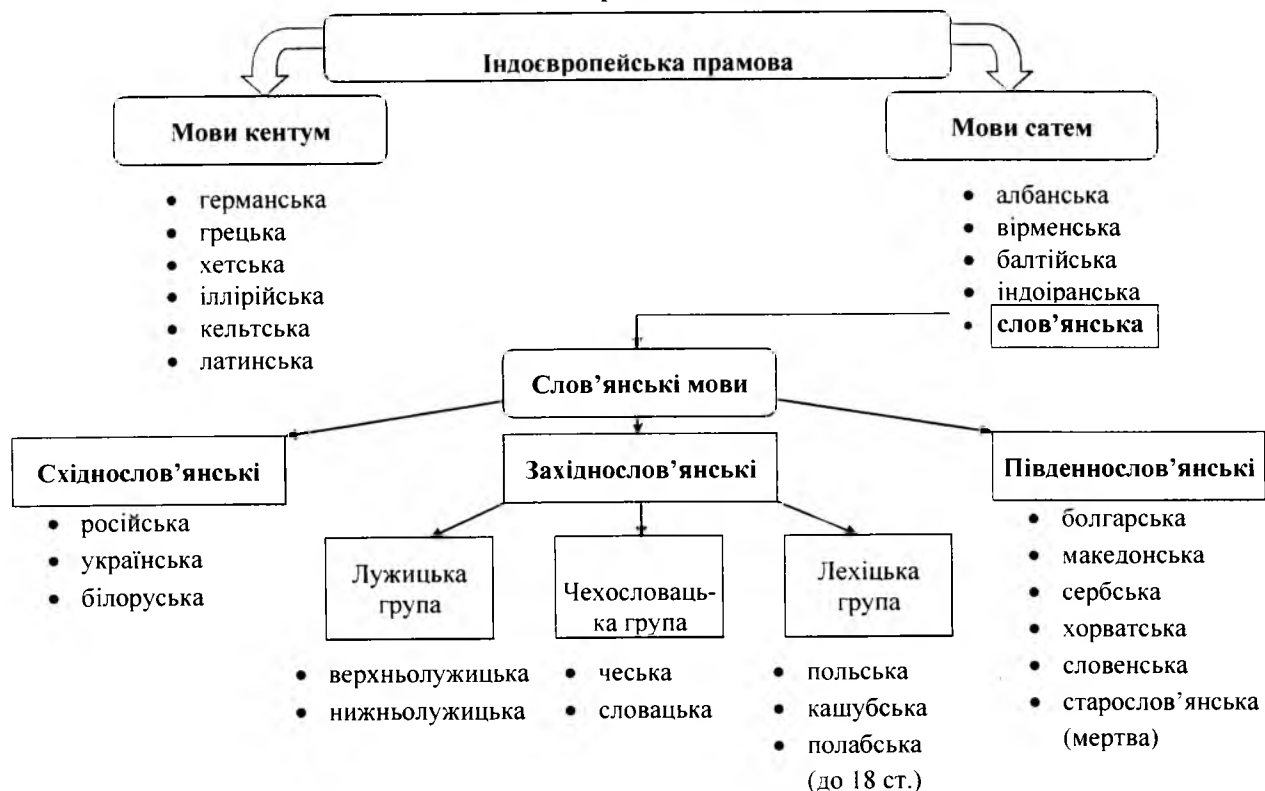 Індоєвропейська прамова
Мови кентум
Мови сатем
• германська
• грецька
• хетська
• іллірійська
• кельтська
• латинська
• албанська
• вірменська
• балтійська
• індоіранська
• слов’янська
Слов’янські мови
Східнослов’янські
Західнослов’янські
Південнослов’янські
• російська
• українська
• білоруська
Лужицька
група
Чехословаць-
ка група
Лехіцька
група
• верхньолужицька
• нижньолужицька
• чеська
• словацька
• польська
• кашубська
• полабська
(до 18 ст.)
• болгарська
• македонська
• сербська
• хорватська
• словенська
• старослов’янська
(мертва)